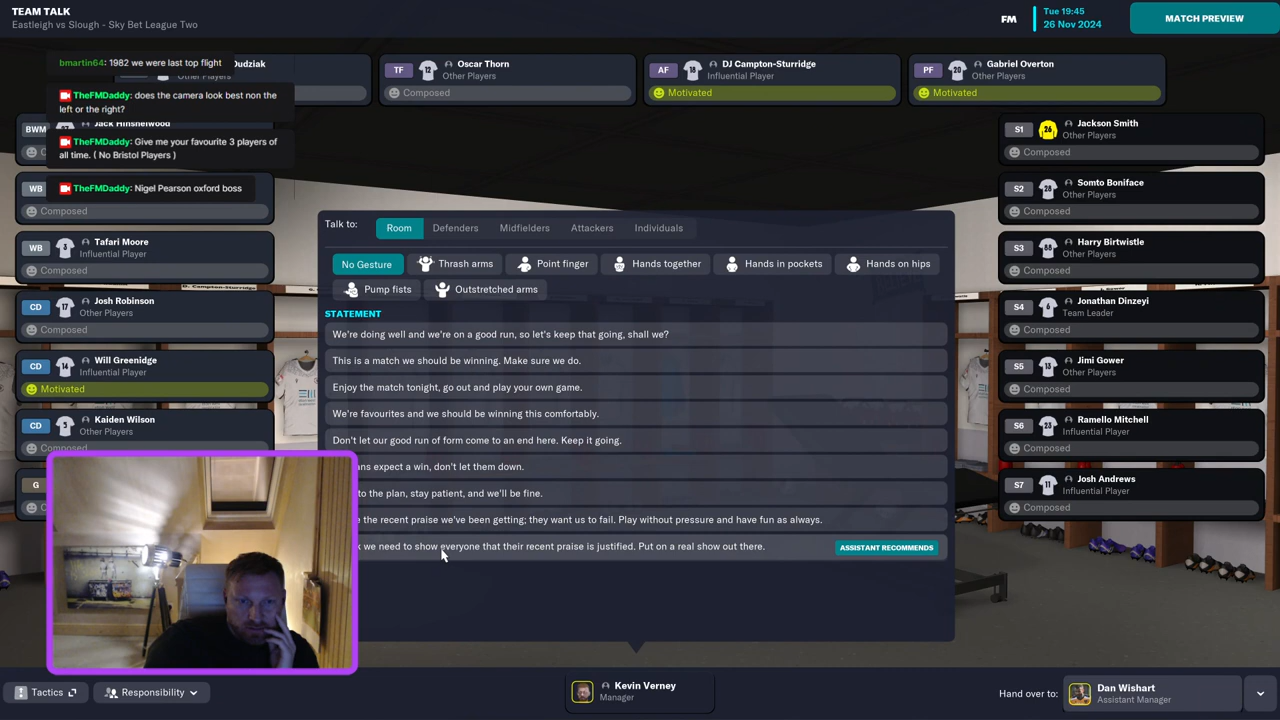 TEAM TALK
Eastleigh vs Slough - Sky Bet League Two
FM
Tue 19:45
26 Nov 2024
MATCH PREVIEW
bmartin64: 1982 we were last top flight
TheFMDaddy: does the camera look best non the
left or the right?
TheFMDaddy: Give me your favourite 3 players of
all time. ( No Bristol Players )
TheFMDaddy: Nigel Pearson oxford boss
Dudziak
TF
12
Oscar Thorn
Other Players
Composed
AF
DJ Campton-Sturridge
Influential Player
Motivated
PF
20
Gabriel Overton
Other Players
Motivated
BWM
Jack Hinshelwood
WB
Composed
WB
3
Tafari Moore
Influential Player
Composed
CD
17
Josh Robinson
Other Players
Composed
CD
14
Will Greenidge
Influential Player
Motivated
CD
5
Kaiden Wilson
Other Players
Composed
G
S1
26
Jackson Smith
Other Players
Composed
S2
28
Somto Boniface
Other Players
Composed
S3
Harry Birtwistle
Other Players
Composed
S4
6
Jonathan Dinzeyi
Team Leader
Composed
S5
13
Jimi Gower
Other Players
Composed
S6
23
Ramello Mitchell
Influential Player
Composed
S7
11
Josh Andrews
Influential Player
Composed
Talk to:
Room
Defenders
Midfielders
Attackers
Individuals
No Gesture
Thrash arms
Point finger
Hands together
Hands in pockets
Hands on hips
Pump fists
Outstretched arms
STATEMENT
We're doing well and we're on a good run, so let's keep that going, shall we?
This is a match we should be winning. Make sure we do.
Enjoy the match tonight, go out and play your own game.
We're favourites and we should be winning this comfortably.
Don't let our good run of form come to an end here. Keep it going.
expect a win, don't let them down.
to the plan, stay patient, and we'll be fine.
the recent praise we've been getting; they want us to fail. Play without pressure and have fun as always.
we need to show everyone that their recent praise is justified. Put on a real show out there.
ASSISTANT RECOMMENDS
Tactics
Responsibility
Kevin Verney
Manager
Hand over to:
Dan Wishart
Assistant Manager